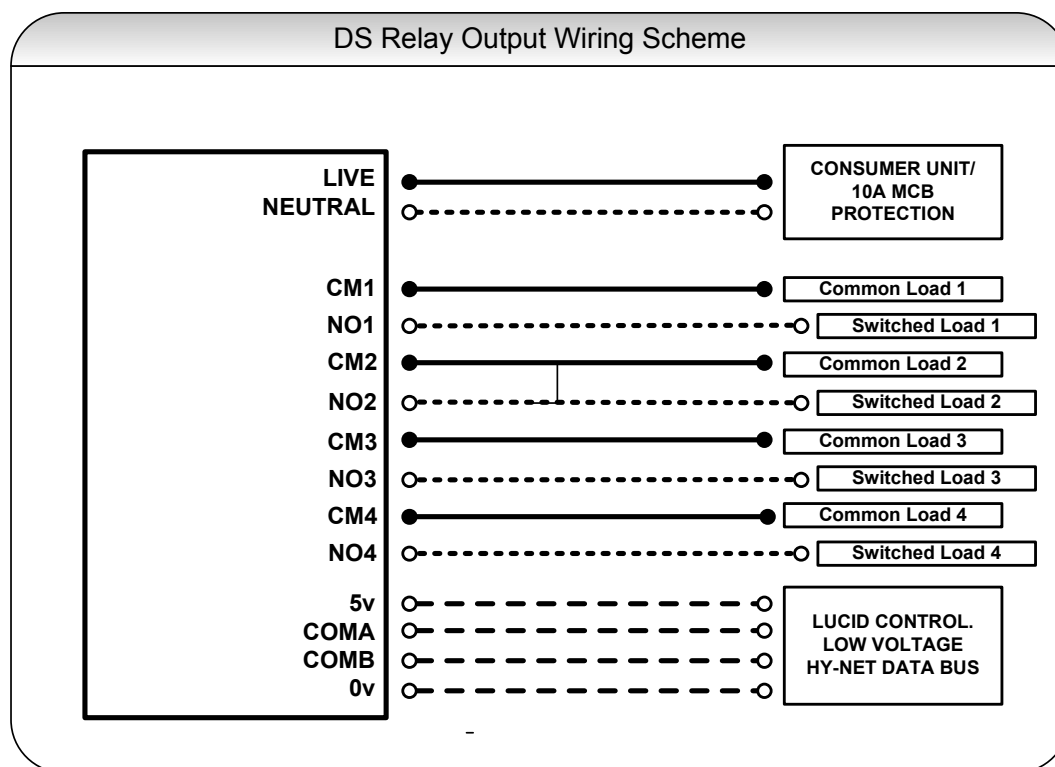 DS Relay Output Wiring Scheme
LIVE
NEUTRAL
CONSUMER UNIT/
10A MCB
PROTECTION
CM1
Common Load 1
NO1
Switched Load 1
CM2
Common Load 2
NO2
Switched Load 2
CM3
Common Load 3
NO3
Switched Load 3
CM4
Common Load 4
NO4
Switched Load 4
5v
COMA
COMB
0v
LUCID CONTROL.
LOW VOLTAGE
HY-NET DATA BUS